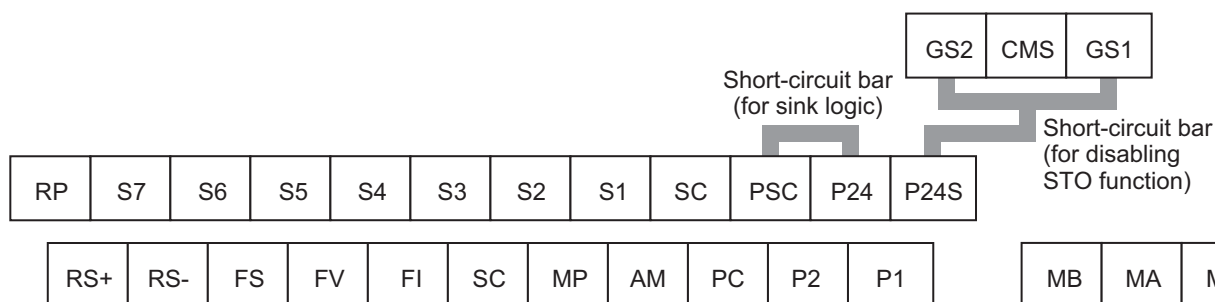 GS2 CMS GS1
Short-circuit bar
(for sink logic)
Short-circuit bar
(for disabling
STO function)
RP S7 S6 S5 S4 S3 S2 S1 SC PSC P24 P24S
RS+ RS- FS FV FI SC MP AM PC P2 P1
MB MA